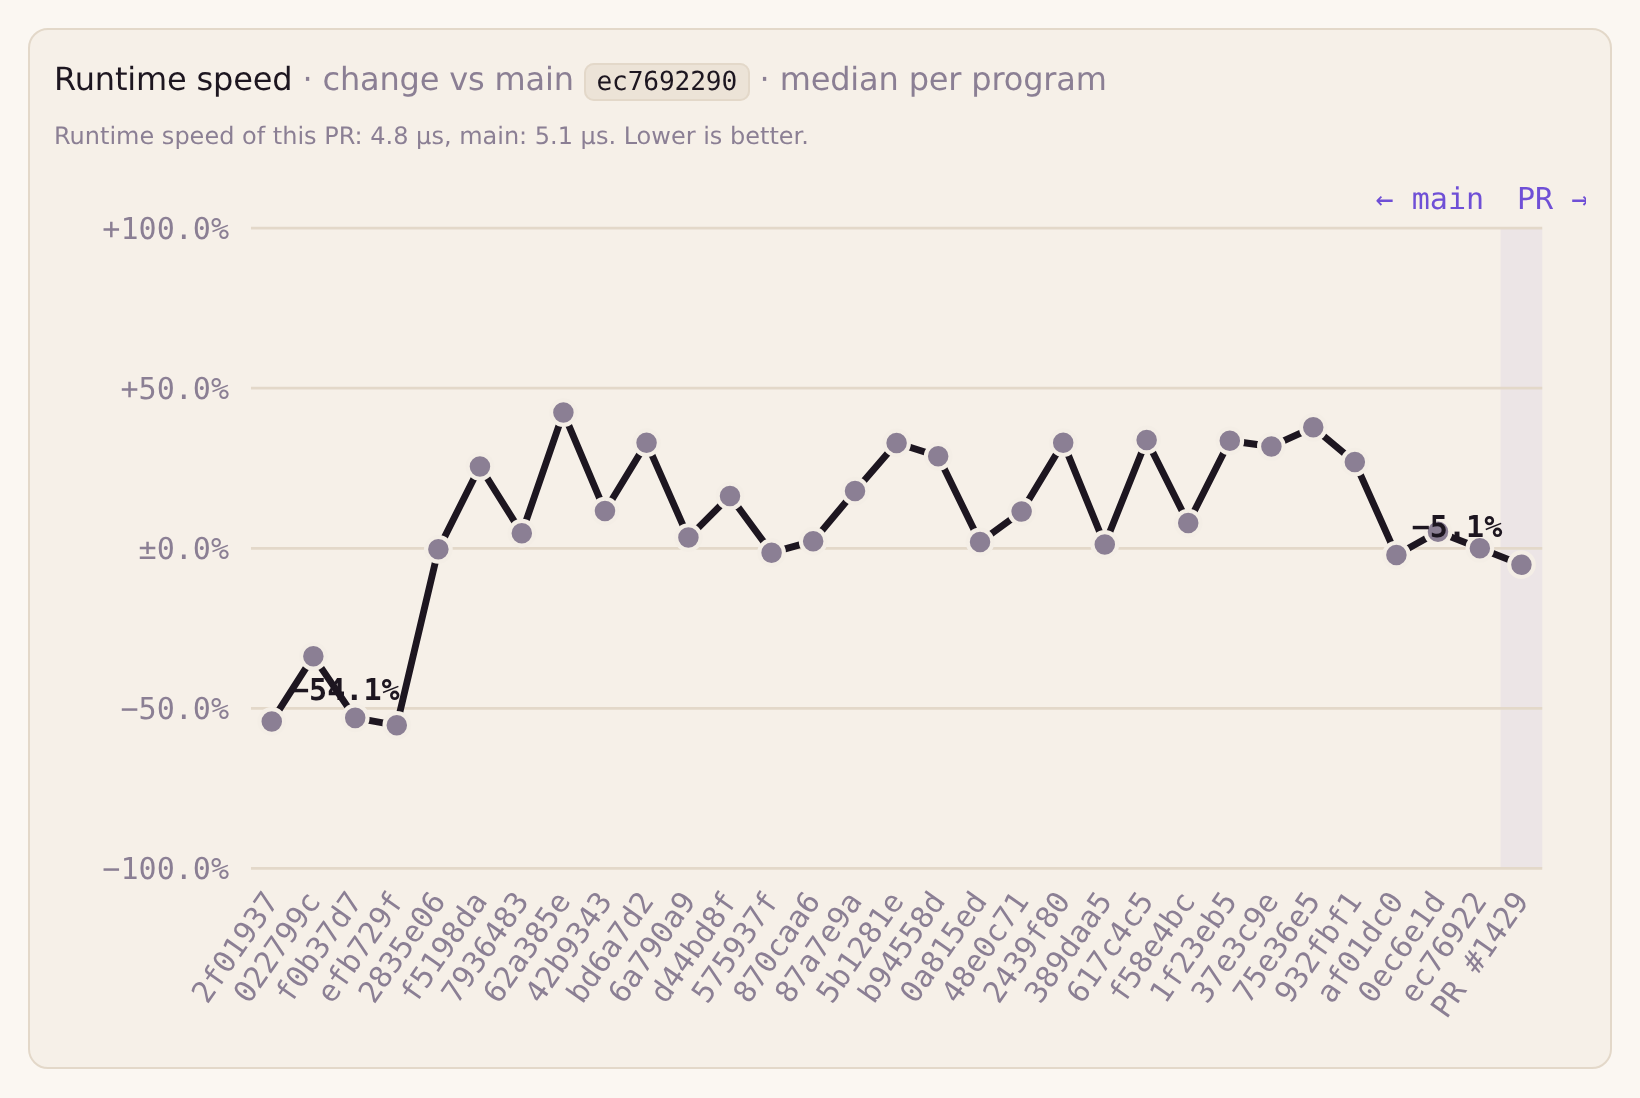 Runtime speed · change vs main ec7692290 · median per program
Runtime speed of this PR: 4.8 µs, main: 5.1 µs. Lower is better.
← main PR →
+100.0%
+50.0%
±0.0%
−50.0%
−100.0%
−54.1%
−5.1%
2f01937
022799c
f0b37d7
efb729f
2835e06
f5198da
7936483
62a385e
42b9343
bd6a7d2
6a790a9
d44bd8f
575937f
870caa6
87a7e9a
5b1281e
b94558d
0a815ed
48e0c71
2439f80
389daa5
617c4c5
f58e4bc
1f23eb5
37e3c9e
75e36e5
932fbf1
af01dc0
0ec6e1d
ec76922
PR #1429